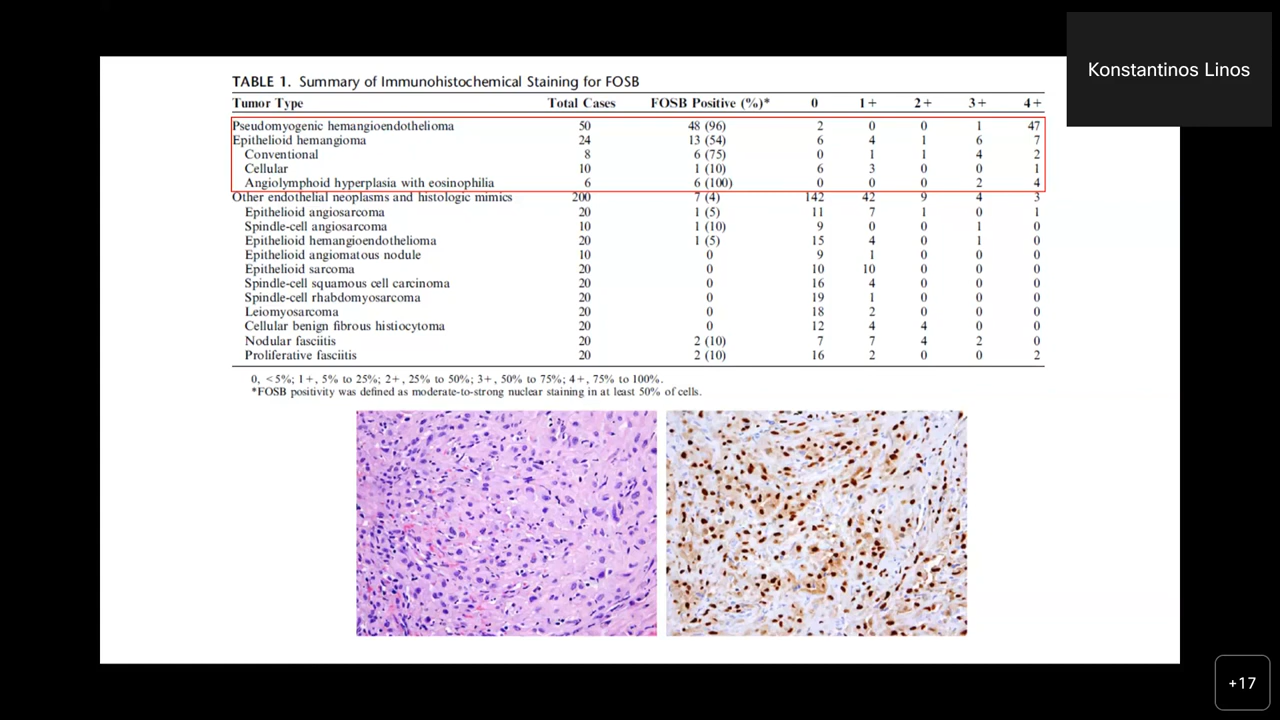 Konstantinos Linos
TABLE 1. Summary of Immunohistochemical Staining for FOSB
Tumor Type Total Cases FOSB Positive (%)* 0 1+ 2+ 3+ 4+
Pseudomyogenic hemangioendothelioma 50 48 (96) 2 0 0 1 47
Epithelioid hemangioma 24 13 (54) 6 4 1 6 7
Conventional 8 6 (75) 0 1 1 4 2
Cellular 10 1 (10) 6 3 0 0 1
Angiolymphoid hyperplasia with eosinophilia 6 6 (100) 0 0 0 2 4
Other endothelial neoplasms and histologic mimics 200 7 (4) 142 42 9 4 3
Epithelioid angiosarcoma 20 1 (5) 11 7 1 0 1
Spindle-cell angiosarcoma 10 1 (10) 9 0 0 1 0
Epithelioid hemangioendothelioma 20 1 (5) 15 4 0 1 0
Epithelioid angiomatous nodule 10 0 9 1 0 0 0
Epithelioid sarcoma 20 0 10 10 0 0 0
Spindle-cell squamous cell carcinoma 20 0 16 4 0 0 0
Spindle-cell rhabdomyosarcoma 20 0 19 1 0 0 0
Leiomyosarcoma 20 0 18 2 0 0 0
Cellular benign fibrous histiocytoma 20 0 12 4 4 0 0
Nodular fasciitis 20 2 (10) 7 7 4 2 0
Proliferative fasciitis 20 2 (10) 16 2 0 0 2
0, <5%; 1+, 5% to 25%; 2+, 25% to 50%; 3+, 50% to 75%; 4+, 75% to 100%.
*FOSB positivity was defined as moderate-to-strong nuclear staining in at least 50% of cells.
+17